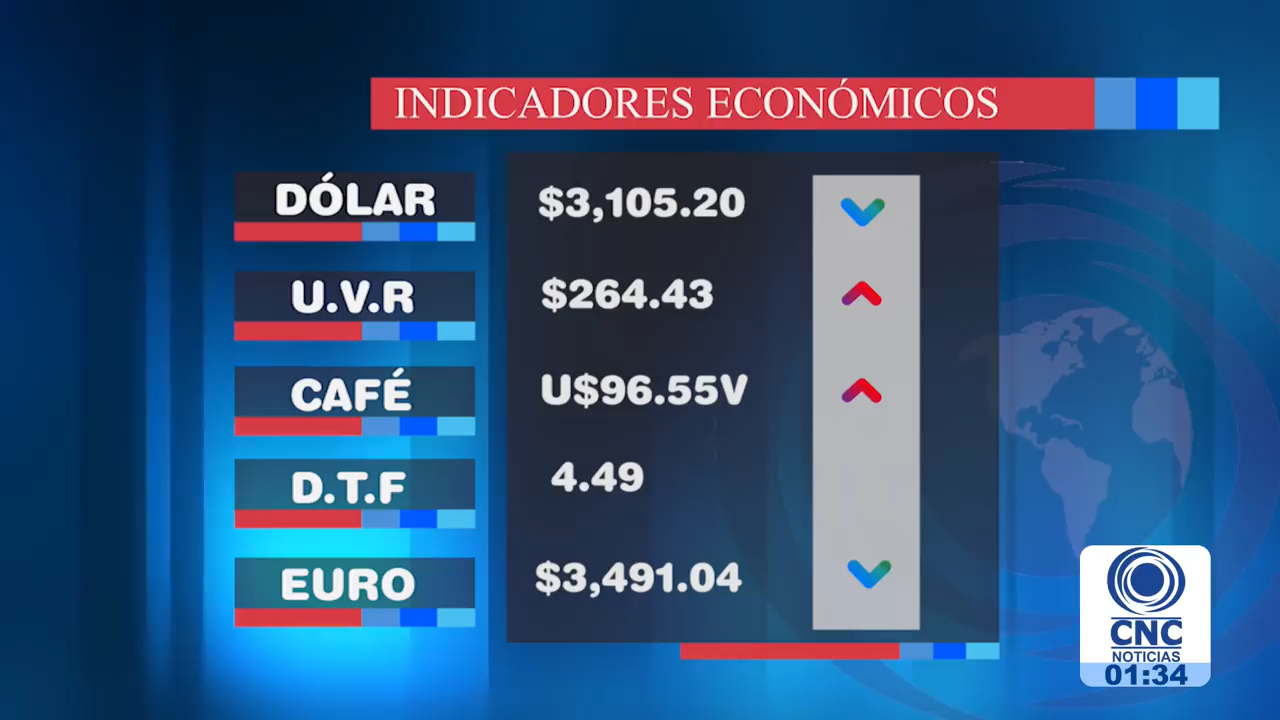 INDICADORES ECONÓMICOS
DÓLAR $3,105.20
U.V.R $264.43
CAFÉ U$96.55V
D.T.F 4.49
EURO $3,491.04
CNC
NOTICIAS
01:34